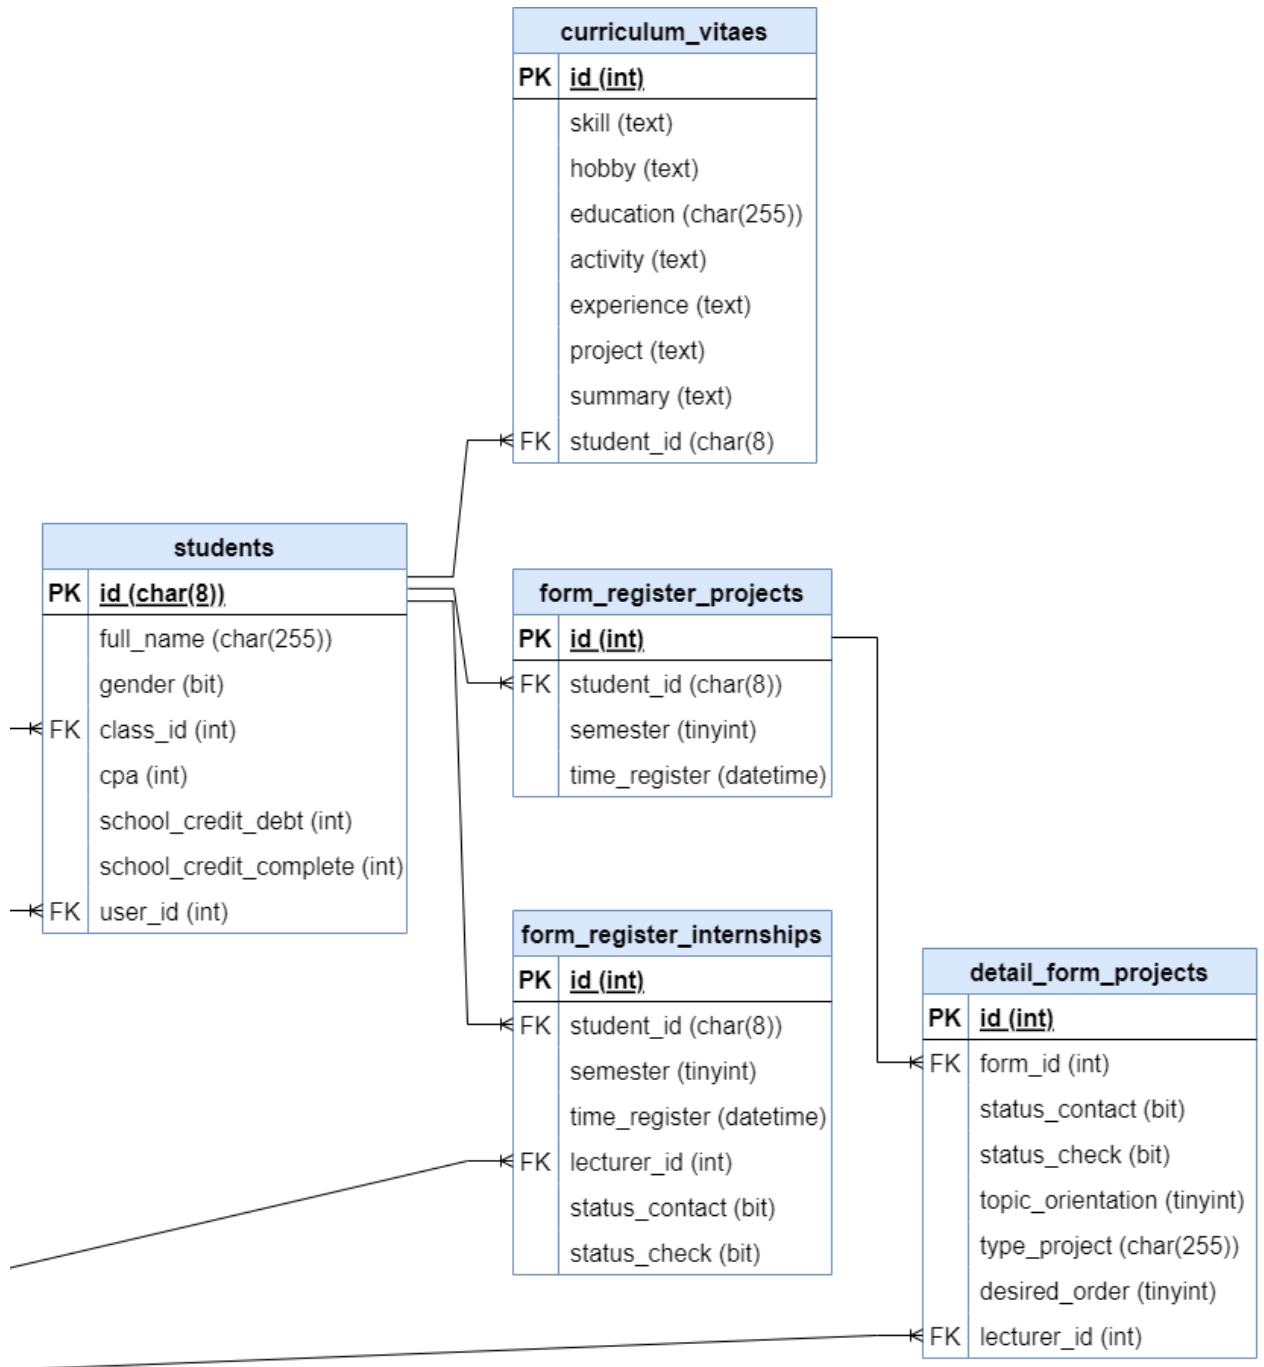 curriculum_vitaes
PK id (int)
skill (text)
hobby (text)
education (char(255))
activity (text)
experience (text)
project (text)
summary (text)
FK student_id (char(8)
students
PK id (char(8))
full_name (char(255))
gender (bit)
FK class_id (int)
cpa (int)
school_credit_debt (int)
school_credit_complete (int)
FK user_id (int)
form_register_projects
PK id (int)
FK student_id (char(8))
semester (tinyint)
time_register (datetime)
form_register_internships
PK id (int)
FK student_id (char(8))
semester (tinyint)
time_register (datetime)
FK lecturer_id (int)
status_contact (bit)
status_check (bit)
detail_form_projects
PK id (int)
FK form_id (int)
status_contact (bit)
status_check (bit)
topic_orientation (tinyint)
type_project (char(255))
desired_order (tinyint)
FK lecturer_id (int)